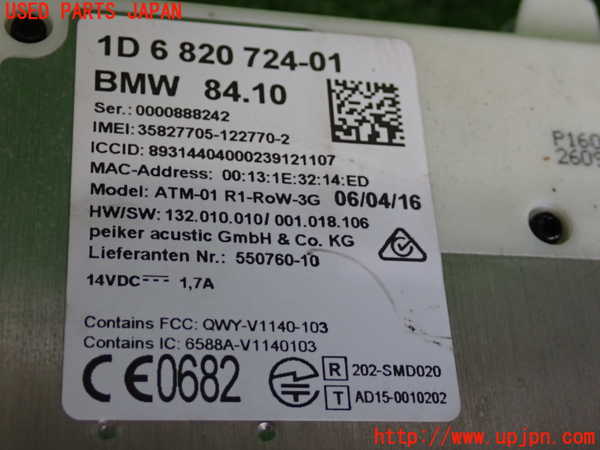 USED PARTS JAPAN
1D 6 820 724-01
BMW 84.10
Ser.: 0000888242
IMEI: 35827705-122770-2
ICCID: 89314404000239121107
MAC-Address: 00:13:1E:32:14:ED
Model: ATM-01 R1-RoW-3G 06/04/16
HW/SW: 132.010.010/ 001.018.106
peiker acustic GmbH & Co. KG
Lieferanten Nr.: 550760-10
14VDC 1,7A
Contains FCC: QWY-V1140-103
Contains IC: 6588A-V1140103
CE0682
R 202-SMD020
T AD15-0010202
P160
2609
http://www.upjpn.com/